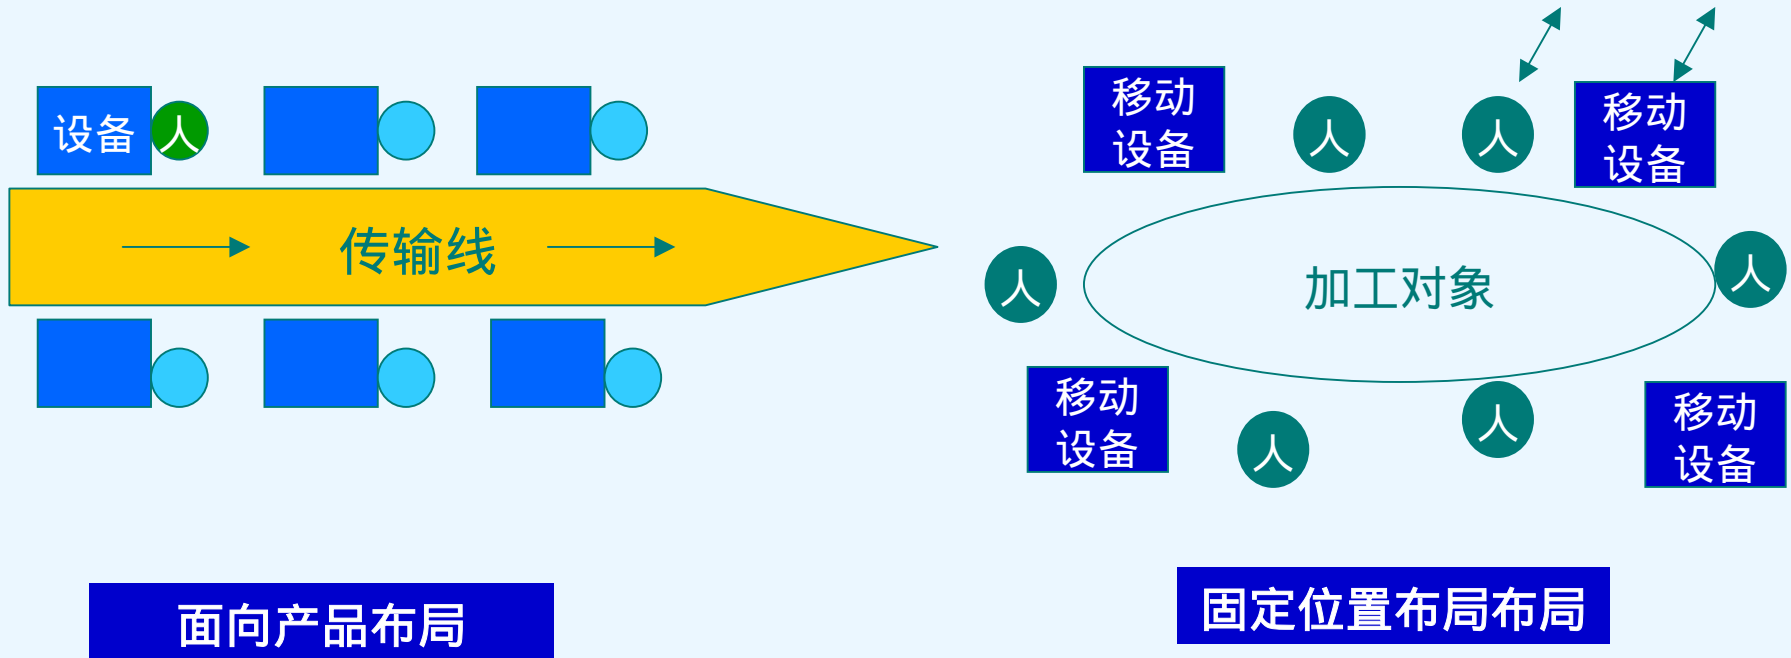 设备
人
传输线
面向产品布局
移动
设备
人
人
移动
设备
人
加工对象
人
移动
设备
人
人
移动
设备
固定位置布局布局